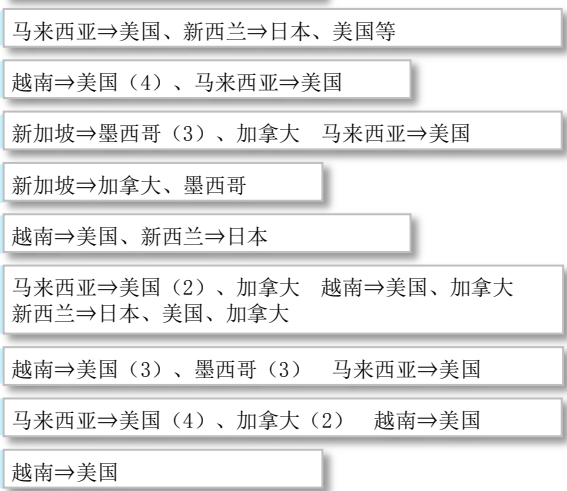 马来西亚⇒美国、新西兰⇒日本、美国等
越南⇒美国（4）、马来西亚⇒美国
新加坡⇒墨西哥（3）、加拿大　马来西亚⇒美国
新加坡⇒加拿大、墨西哥
越南⇒美国、新西兰⇒日本
马来西亚⇒美国（2）、加拿大　越南⇒美国、加拿大
新西兰⇒日本、美国、加拿大
越南⇒美国（3）、墨西哥（3）　马来西亚⇒美国
马来西亚⇒美国（4）、加拿大（2）　越南⇒美国
越南⇒美国